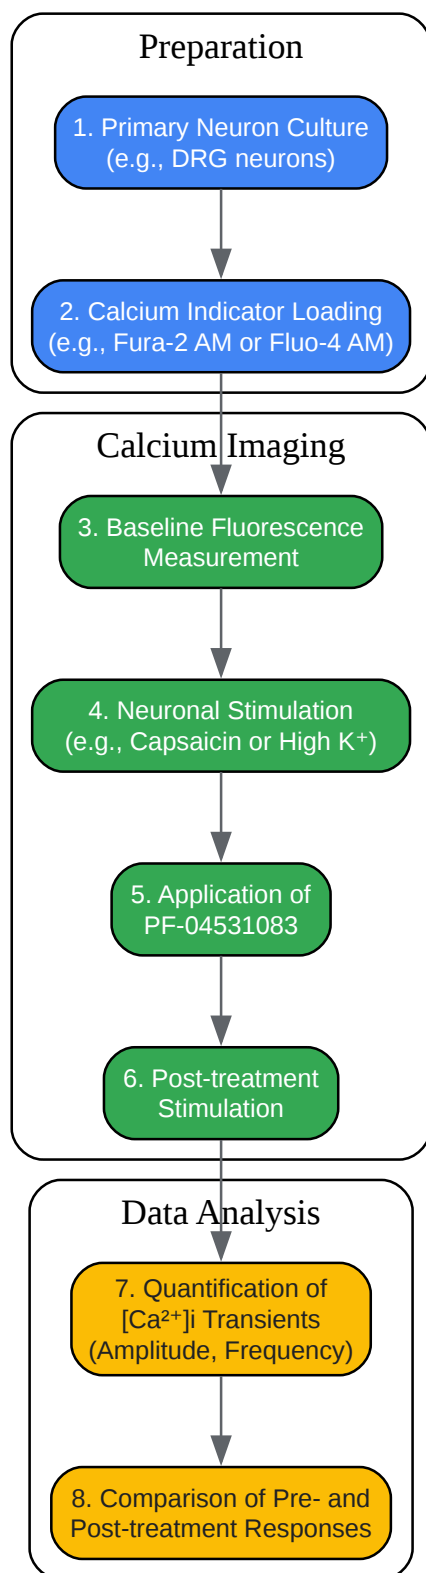 Preparation
1. Primary Neuron Culture
(e.g., DRG neurons)
2. Calcium Indicator Loading
(e.g., Fura-2 AM or Fluo-4 AM)
Calcium Imaging
3. Baseline Fluorescence
Measurement
4. Neuronal Stimulation
(e.g., Capsaicin or High K⁺)
5. Application of
PF-04531083
6. Post-treatment
Stimulation
Data Analysis
7. Quantification of
[Ca²⁺]i Transients
(Amplitude, Frequency)
8. Comparison of Pre- and
Post-treatment Responses